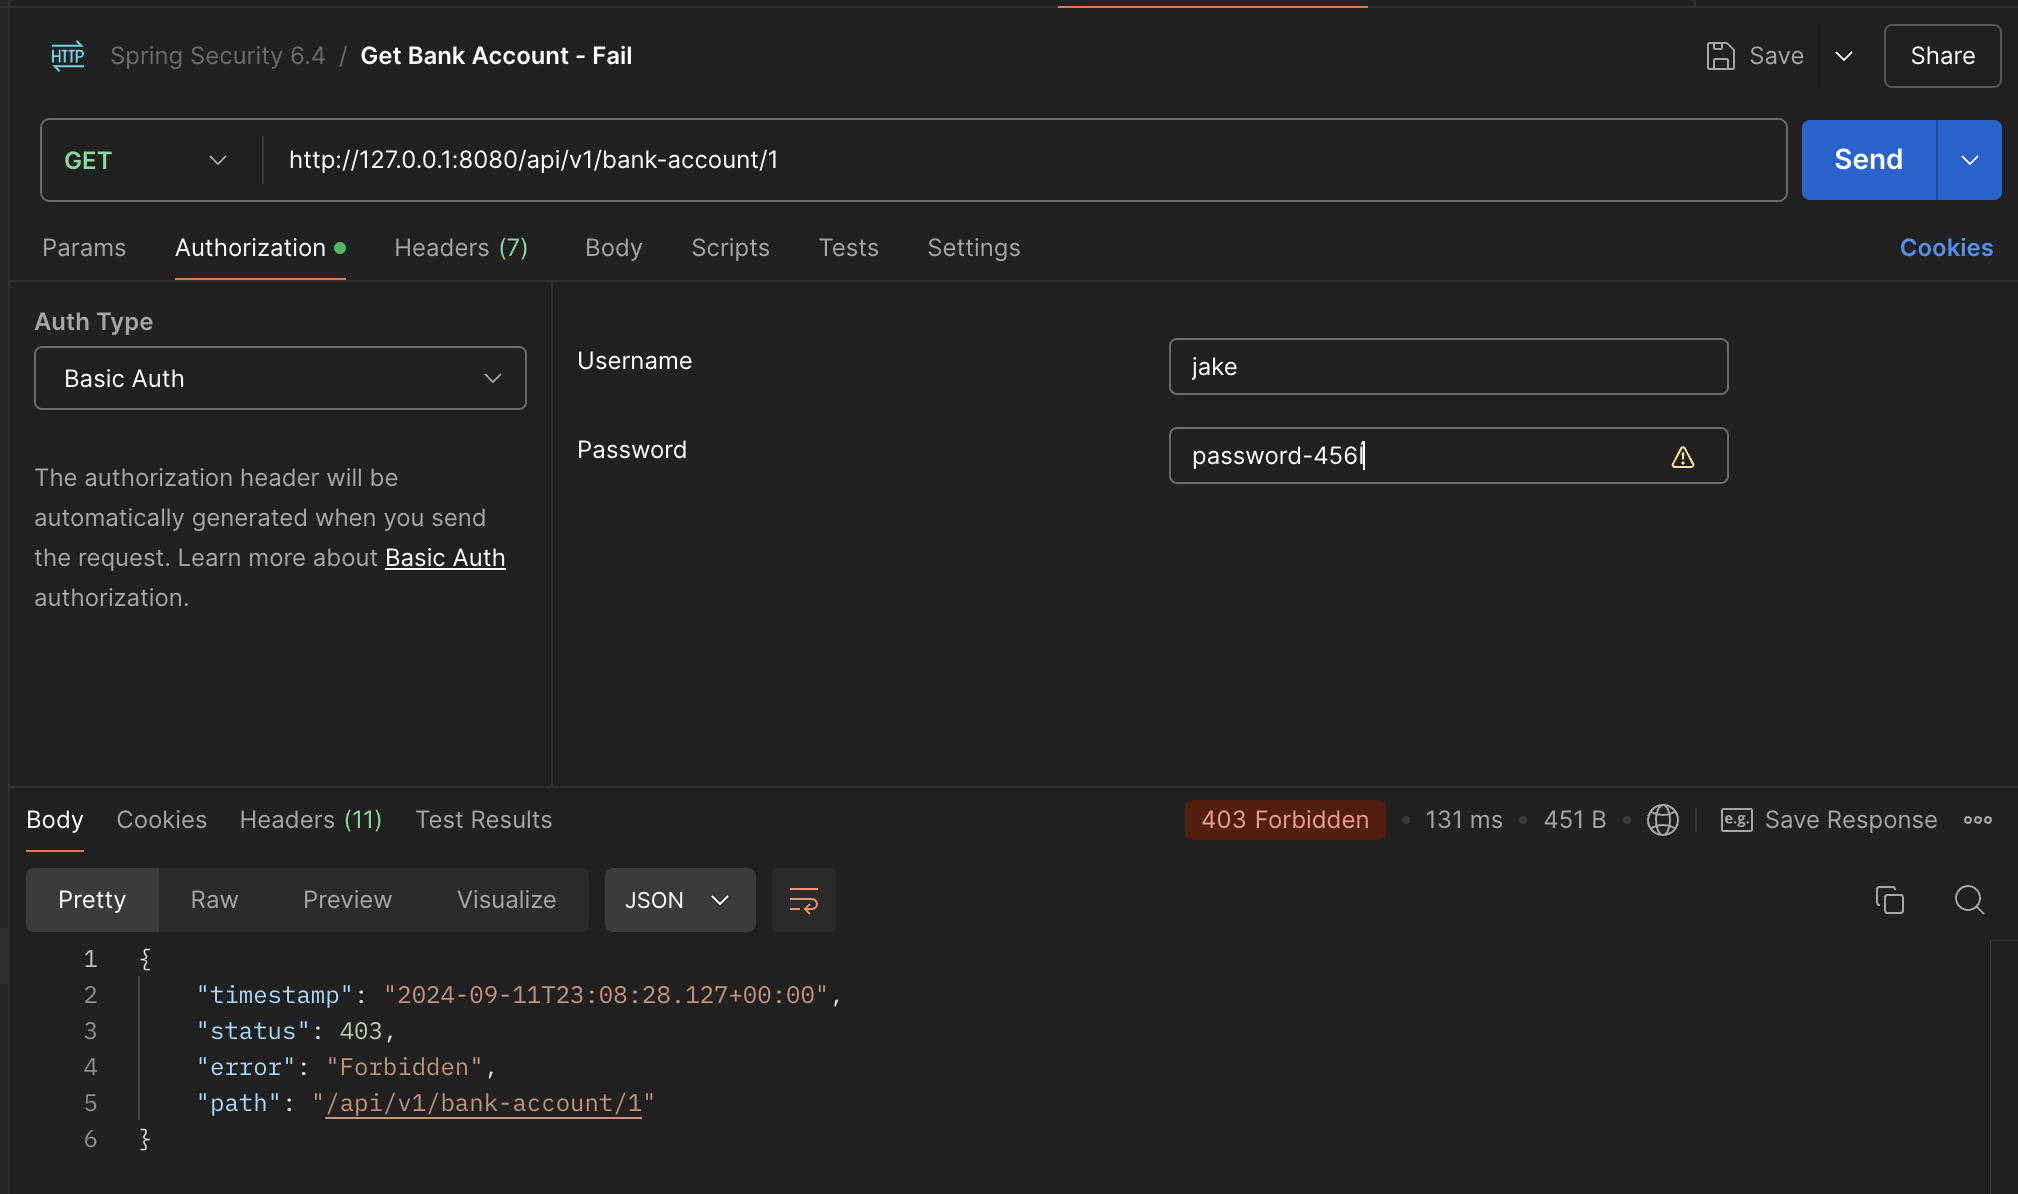 HTTP Spring Security 6.4 / Get Bank Account - Fail Save Share
GET http://127.0.0.1:8080/api/v1/bank-account/1 Send
Params Authorization Headers (7) Body Scripts Tests Settings Cookies
Auth Type
Basic Auth
The authorization header will be
automatically generated when you send
the request. Learn more about Basic Auth
authorization.
Username jake
Password password-456
Body Cookies Headers (11) Test Results 403 Forbidden • 131 ms • 451 B • e.g. Save Response
Pretty Raw Preview Visualize JSON
1 {
2 "timestamp": "2024-09-11T23:08:28.127+00:00",
3 "status": 403,
4 "error": "Forbidden",
5 "path": "/api/v1/bank-account/1"
6 }